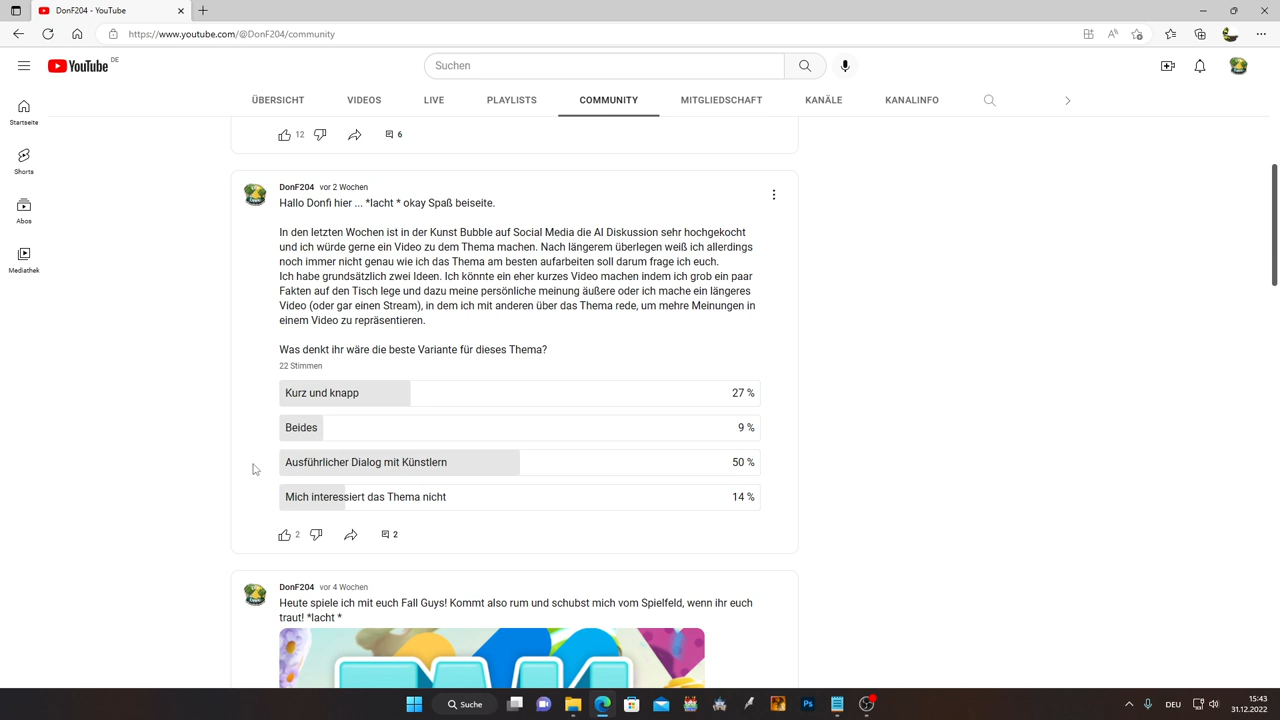 DonF204 - YouTube
https://www.youtube.com/@DonF204/community
YouTube DE
Suchen
ÜBERSICHT VIDEOS LIVE PLAYLISTS COMMUNITY MITGLIEDSCHAFT KANÄLE KANALINFO
Startseite
Shorts
Abos
Mediathek
12 6
DonF204 vor 2 Wochen
Hallo Donfi hier ... *lacht * okay Spaß beiseite.
In den letzten Wochen ist in der Kunst Bubble auf Social Media die AI Diskussion sehr hochgekocht
und ich würde gerne ein Video zu dem Thema machen. Nach längerem überlegen weiß ich allerdings
noch immer nicht genau wie ich das Thema am besten aufarbeiten soll darum frage ich euch.
Ich habe grundsätzlich zwei Ideen. Ich könnte ein eher kurzes Video machen indem ich grob ein paar
Fakten auf den Tisch lege und dazu meine persönliche meinung äußere oder ich mache ein längeres
Video (oder gar einen Stream), in dem ich mit anderen über das Thema rede, um mehre Meinungen in
einem Video zu repräsentieren.
Was denkt ihr wäre die beste Variante für dieses Thema?
22 Stimmen
Kurz und knapp 27 %
Beides 9 %
Ausführlicher Dialog mit Künstlern 50 %
Mich interessiert das Thema nicht 14 %
2 2
DonF204 vor 4 Wochen
Heute spiele ich mit euch Fall Guys! Kommt also rum und schubst mich vom Spielfeld, wenn ihr euch
traut! *lacht *
Suche
DEU
15:43
31.12.2022